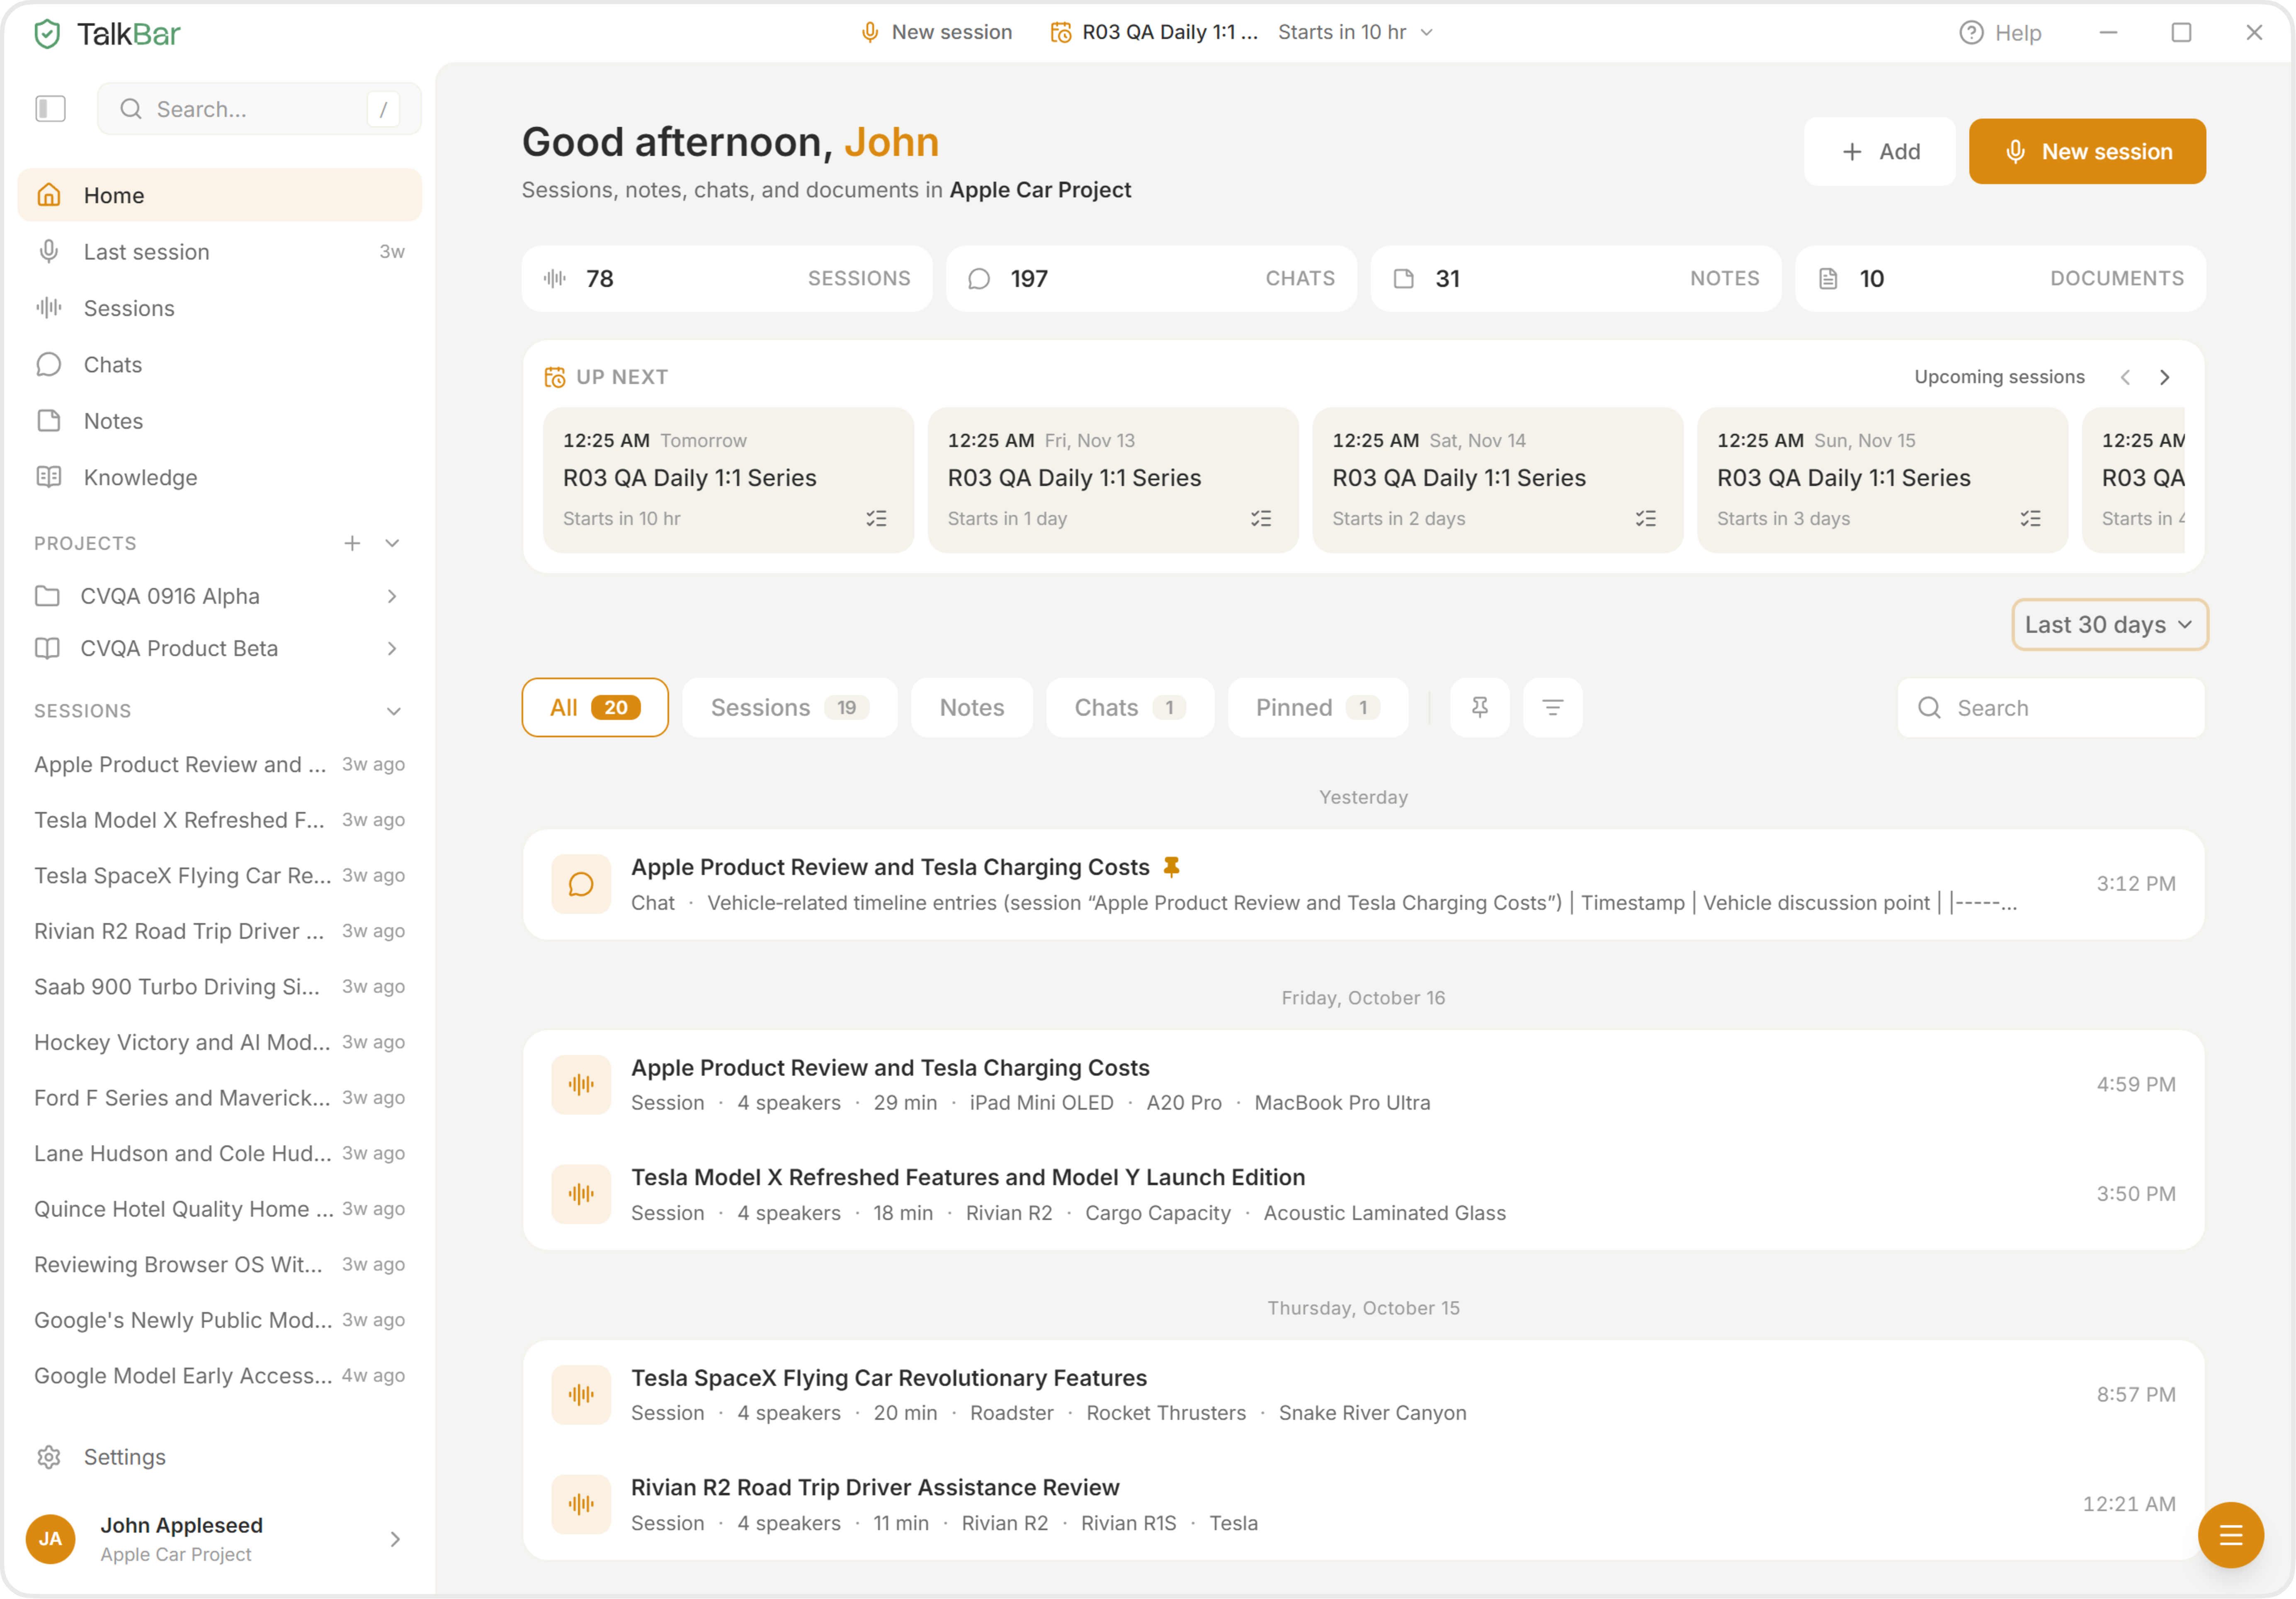 TalkBar
New session
R03 QA Daily 1:1 ... Starts in 10 hr
Help
Search... /
Home
Last session 3w
Sessions
Chats
Notes
Knowledge
PROJECTS
CVQA 0916 Alpha
CVQA Product Beta
SESSIONS
Apple Product Review and ... 3w ago
Tesla Model X Refreshed F... 3w ago
Tesla SpaceX Flying Car Re... 3w ago
Rivian R2 Road Trip Driver ... 3w ago
Saab 900 Turbo Driving Si... 3w ago
Hockey Victory and AI Mod... 3w ago
Ford F Series and Maverick... 3w ago
Lane Hudson and Cole Hud... 3w ago
Quince Hotel Quality Home ... 3w ago
Reviewing Browser OS Wit... 3w ago
Google's Newly Public Mod... 3w ago
Google Model Early Access... 4w ago
Settings
JA
John Appleseed
Apple Car Project
Good afternoon, John
Sessions, notes, chats, and documents in Apple Car Project
Add
New session
78 SESSIONS
197 CHATS
31 NOTES
10 DOCUMENTS
UP NEXT
Upcoming sessions
12:25 AM Tomorrow
R03 QA Daily 1:1 Series
Starts in 10 hr
12:25 AM Fri, Nov 13
R03 QA Daily 1:1 Series
Starts in 1 day
12:25 AM Sat, Nov 14
R03 QA Daily 1:1 Series
Starts in 2 days
12:25 AM Sun, Nov 15
R03 QA Daily 1:1 Series
Starts in 3 days
12:25 AM
R03 QA
Starts in 4
Last 30 days
All 20
Sessions 19
Notes
Chats 1
Pinned 1
Search
Yesterday
Apple Product Review and Tesla Charging Costs
Chat · Vehicle-related timeline entries (session “Apple Product Review and Tesla Charging Costs”) | Timestamp | Vehicle discussion point | |-----...
3:12 PM
Friday, October 16
Apple Product Review and Tesla Charging Costs
Session · 4 speakers · 29 min · iPad Mini OLED · A20 Pro · MacBook Pro Ultra
4:59 PM
Tesla Model X Refreshed Features and Model Y Launch Edition
Session · 4 speakers · 18 min · Rivian R2 · Cargo Capacity · Acoustic Laminated Glass
3:50 PM
Thursday, October 15
Tesla SpaceX Flying Car Revolutionary Features
Session · 4 speakers · 20 min · Roadster · Rocket Thrusters · Snake River Canyon
8:57 PM
Rivian R2 Road Trip Driver Assistance Review
Session · 4 speakers · 11 min · Rivian R2 · Rivian R1S · Tesla
12:21 AM